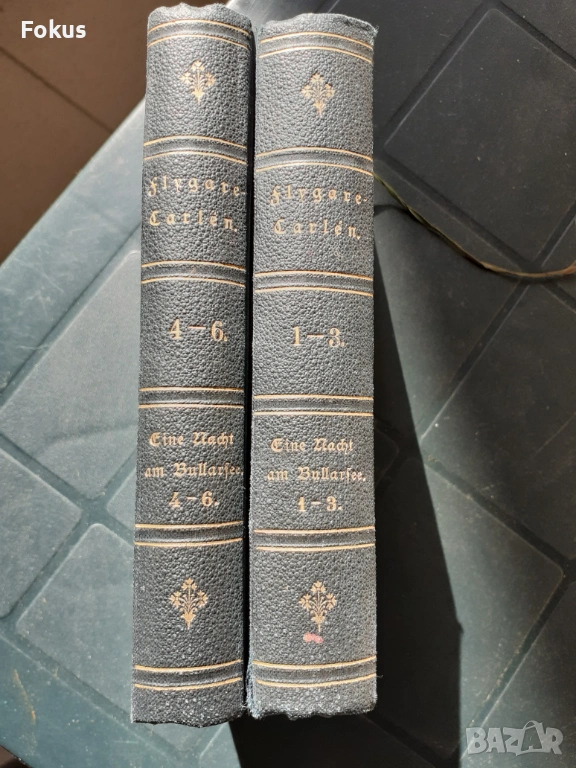 Fokus
Flygare-
Carlén.
4–6.
Eine Nacht
am Bullarsee.
4–6.
Flygare-
Carlén.
1–3.
Eine Nacht
am Bullarsee.
1–3.
BAZAR